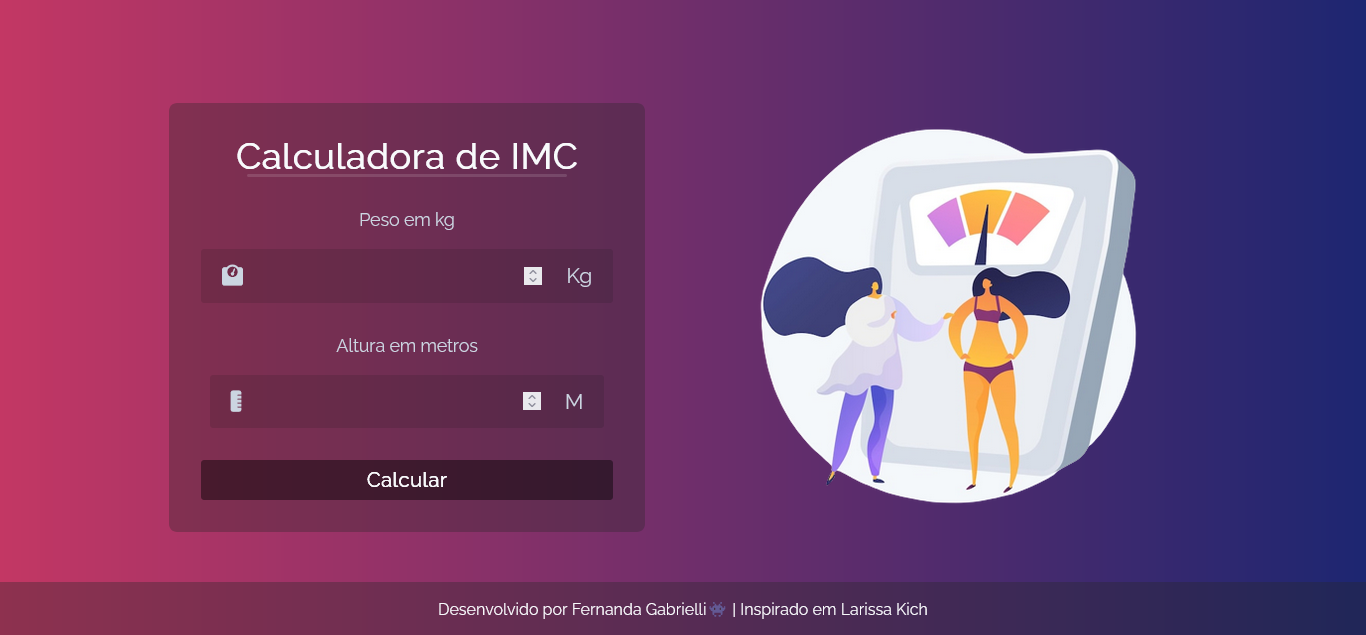 Calculadora de IMC
Peso em kg
Kg
Altura em metros
M
Calcular
Desenvolvido por Fernanda Gabrielli👾 | Inspirado em Larissa Kich